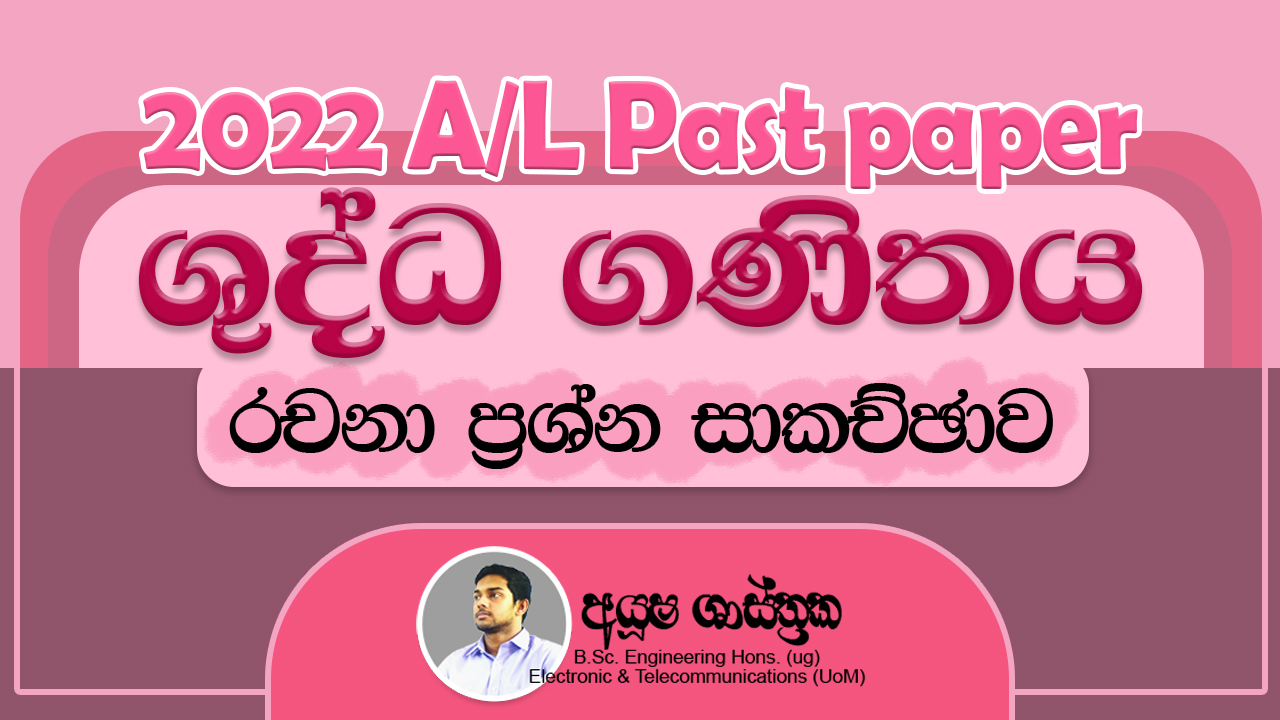 2022 A/L Past paper
ශුද්ධ ගණිතය
රචනා ප්‍රශ්න සාකච්ඡාව
අයූෂ ශාස්ත්‍රක
B.Sc. Engineering Hons. (ug)
Electronic & Telecommunications (UoM)